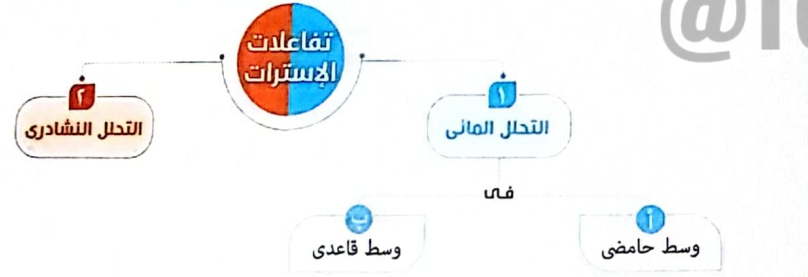 تفاعلات
الإسترات
١
التحلل المائى
٢
التحلل النشادرى
فى
أ
وسط حامضى
ب
وسط قاعدى